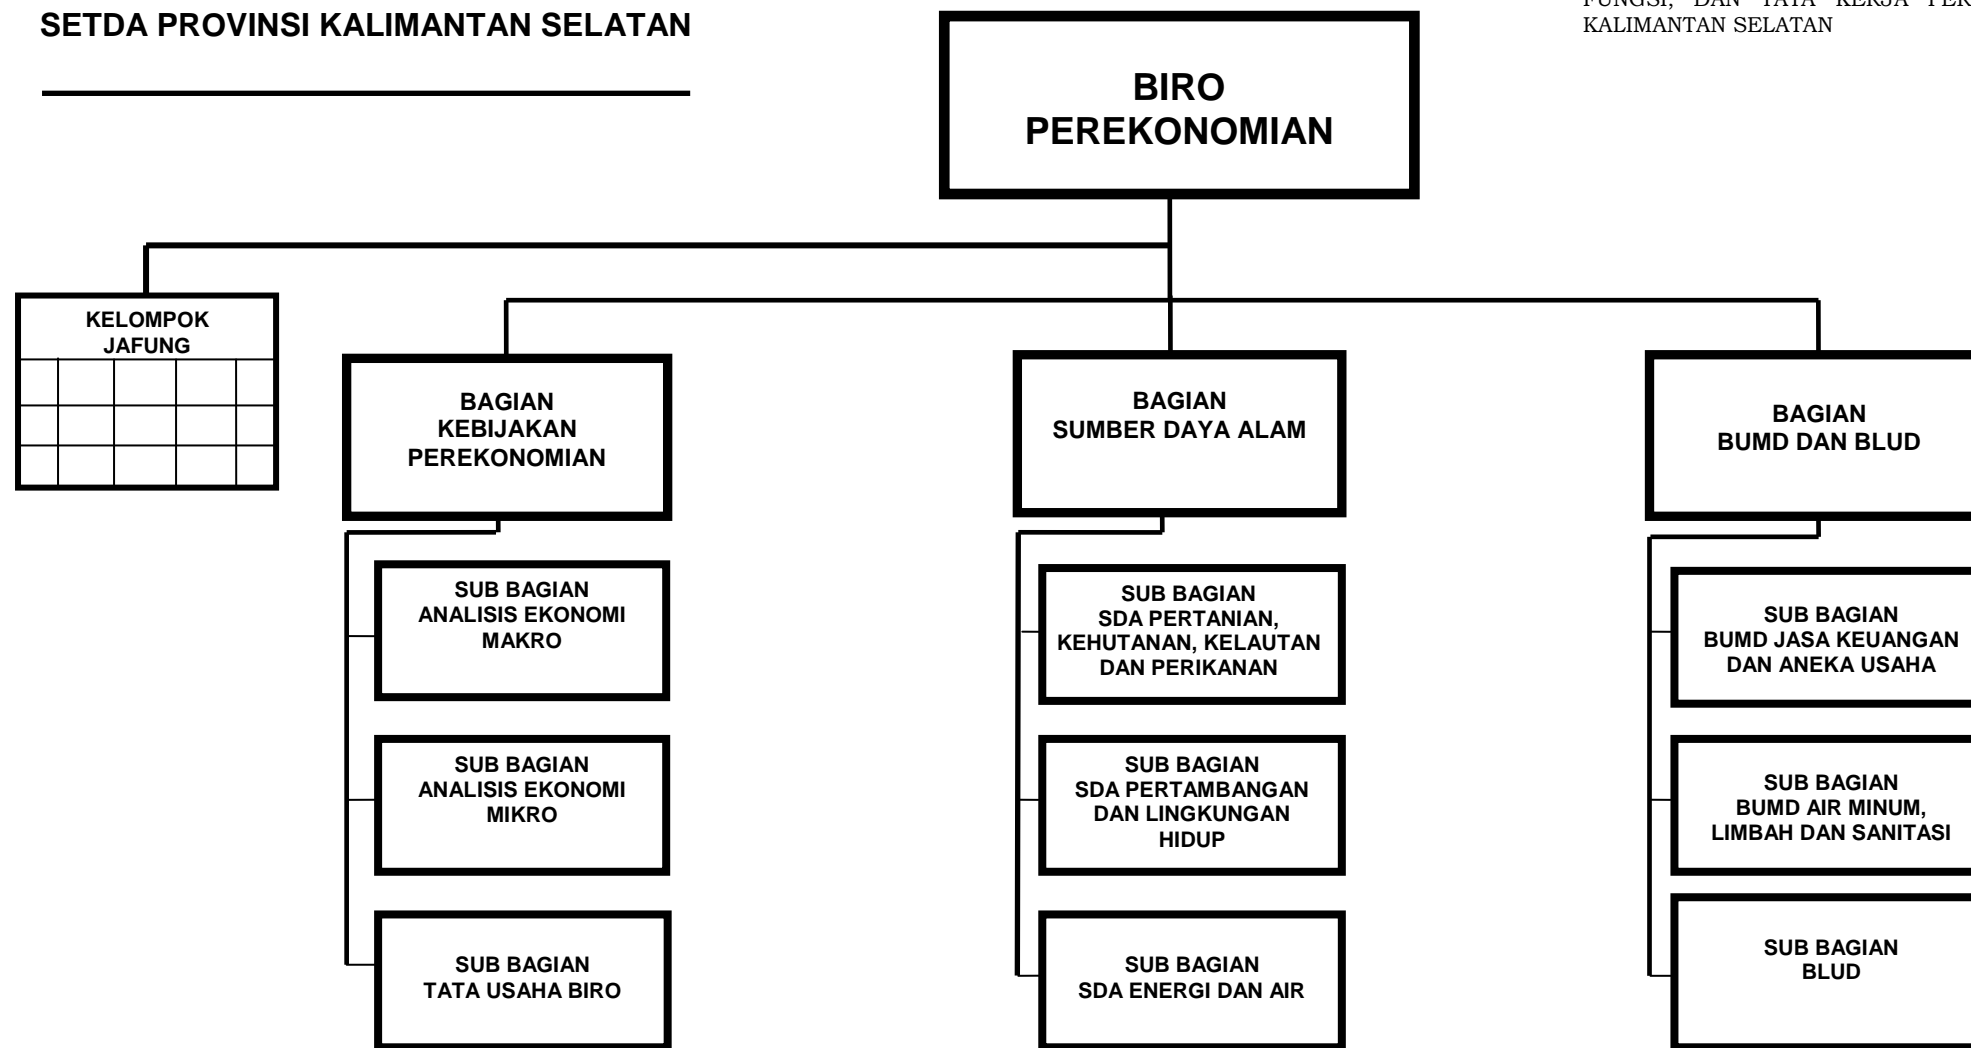 SETDA PROVINSI KALIMANTAN SELATAN
KALIMANTAN SELATAN
BIRO
PEREKONOMIAN
KELOMPOK
JAFUNG
BAGIAN
KEBIJAKAN
PEREKONOMIAN
BAGIAN
SUMBER DAYA ALAM
BAGIAN
BUMD DAN BLUD
SUB BAGIAN
ANALISIS EKONOMI
MAKRO
SUB BAGIAN
SDA PERTANIAN,
KEHUTANAN, KELAUTAN
DAN PERIKANAN
SUB BAGIAN
BUMD JASA KEUANGAN
DAN ANEKA USAHA
SUB BAGIAN
ANALISIS EKONOMI
MIKRO
SUB BAGIAN
SDA PERTAMBANGAN
DAN LINGKUNGAN
HIDUP
SUB BAGIAN
BUMD AIR MINUM,
LIMBAH DAN SANITASI
SUB BAGIAN
TATA USAHA BIRO
SUB BAGIAN
SDA ENERGI DAN AIR
SUB BAGIAN
BLUD